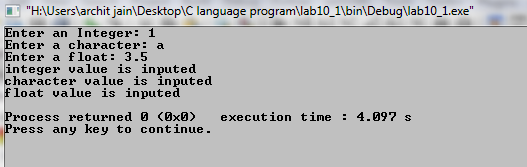 "H:\Users\archit jain\Desktop\C language program\lab10_1\bin\Debug\lab10_1.exe"
Enter an Integer: 1
Enter a character: a
Enter a float: 3.5
integer value is inputed
character value is inputed
float value is inputed
Process returned 0 (0x0)   execution time : 4.097 s
Press any key to continue.